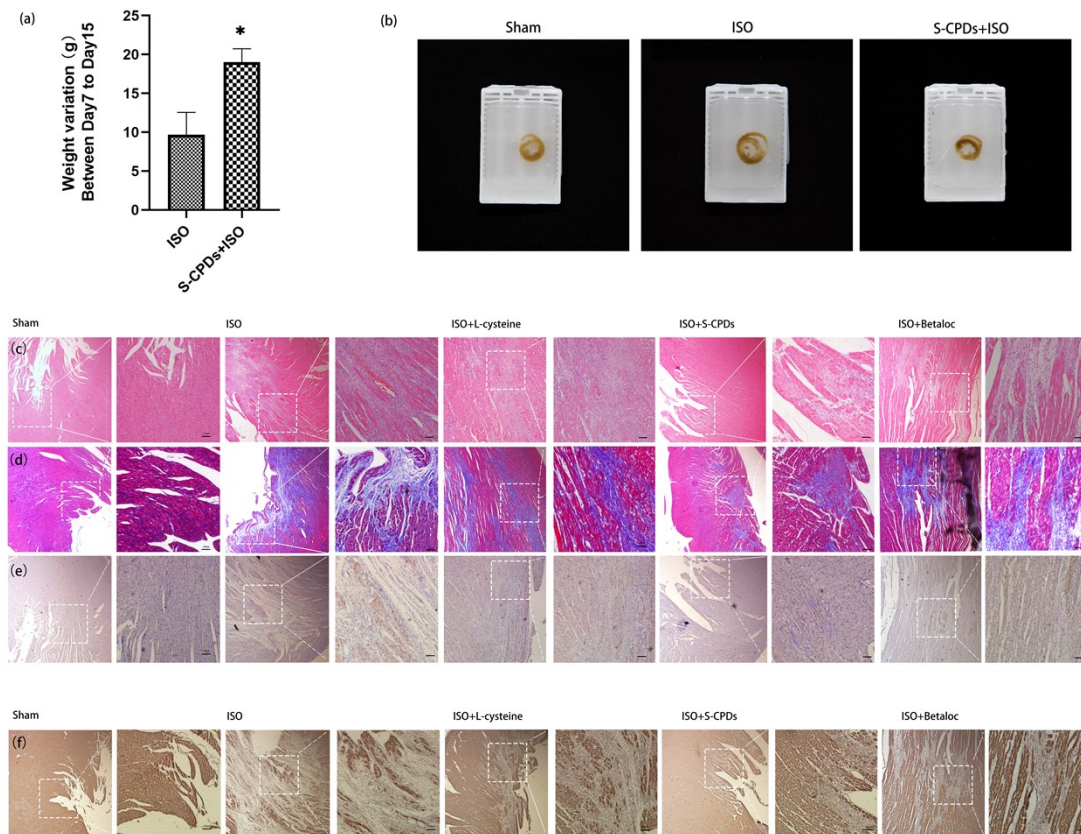 (a)
Weight variation (g)
Between Day7 to Day15
25
20
15
10
5
0
*
ISO
S-CPDs+ISO
(b)
Sham
ISO
S-CPDs+ISO
Sham
ISO
ISO+L-cysteine
ISO+S-CPDs
ISO+Betaloc
(c)
(d)
(e)
Sham
ISO
ISO+L-cysteine
ISO+S-CPDs
ISO+Betaloc
(f)